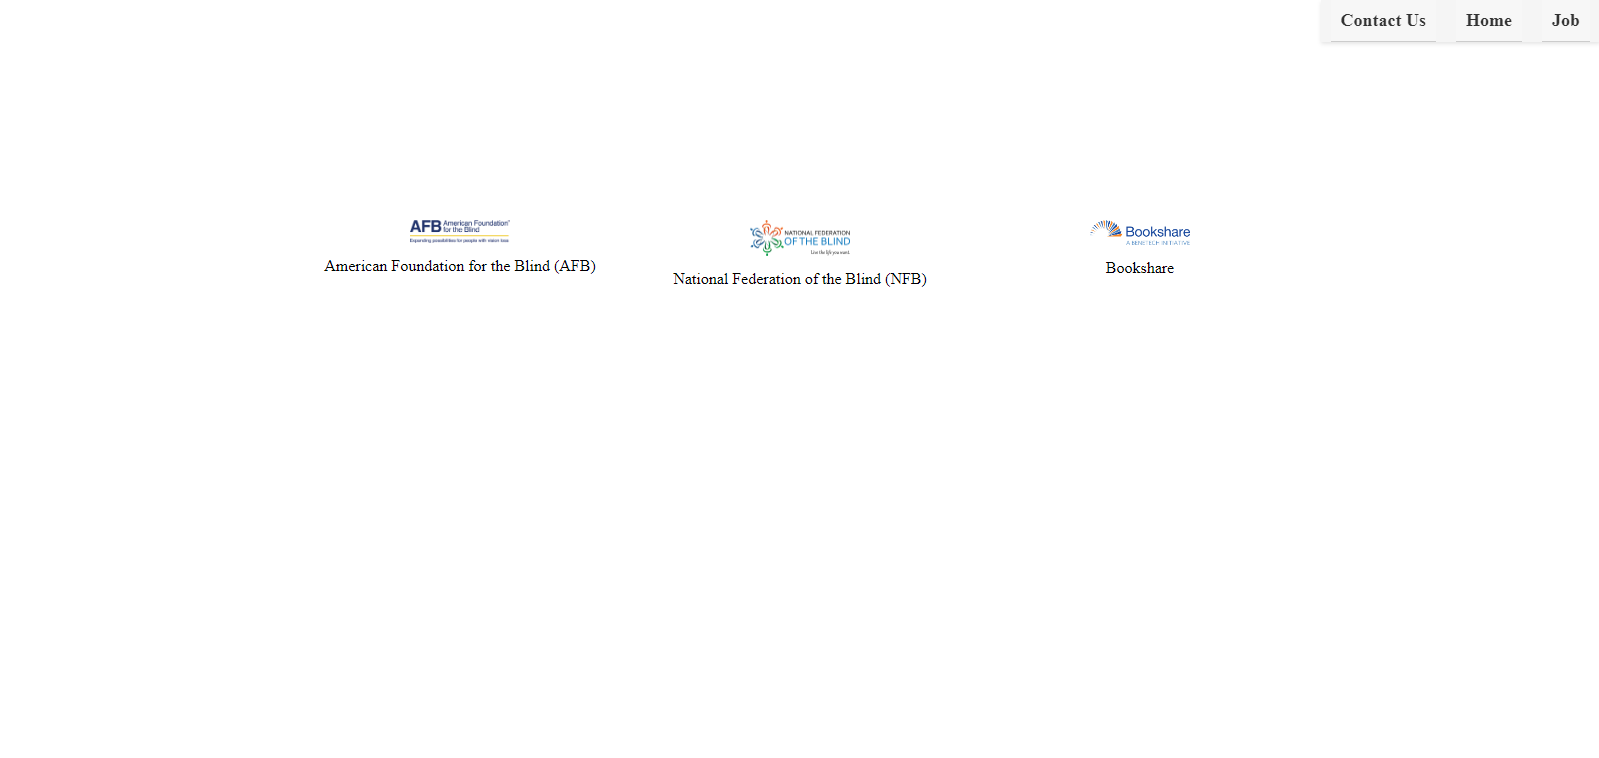 Contact Us Home Job
AFB American Foundation®
for the Blind
Expanding possibilities for people with vision loss
American Foundation for the Blind (AFB)
NATIONAL FEDERATION
OF THE BLIND
Live the life you want.
National Federation of the Blind (NFB)
Bookshare
A BENETECH INITIATIVE
Bookshare